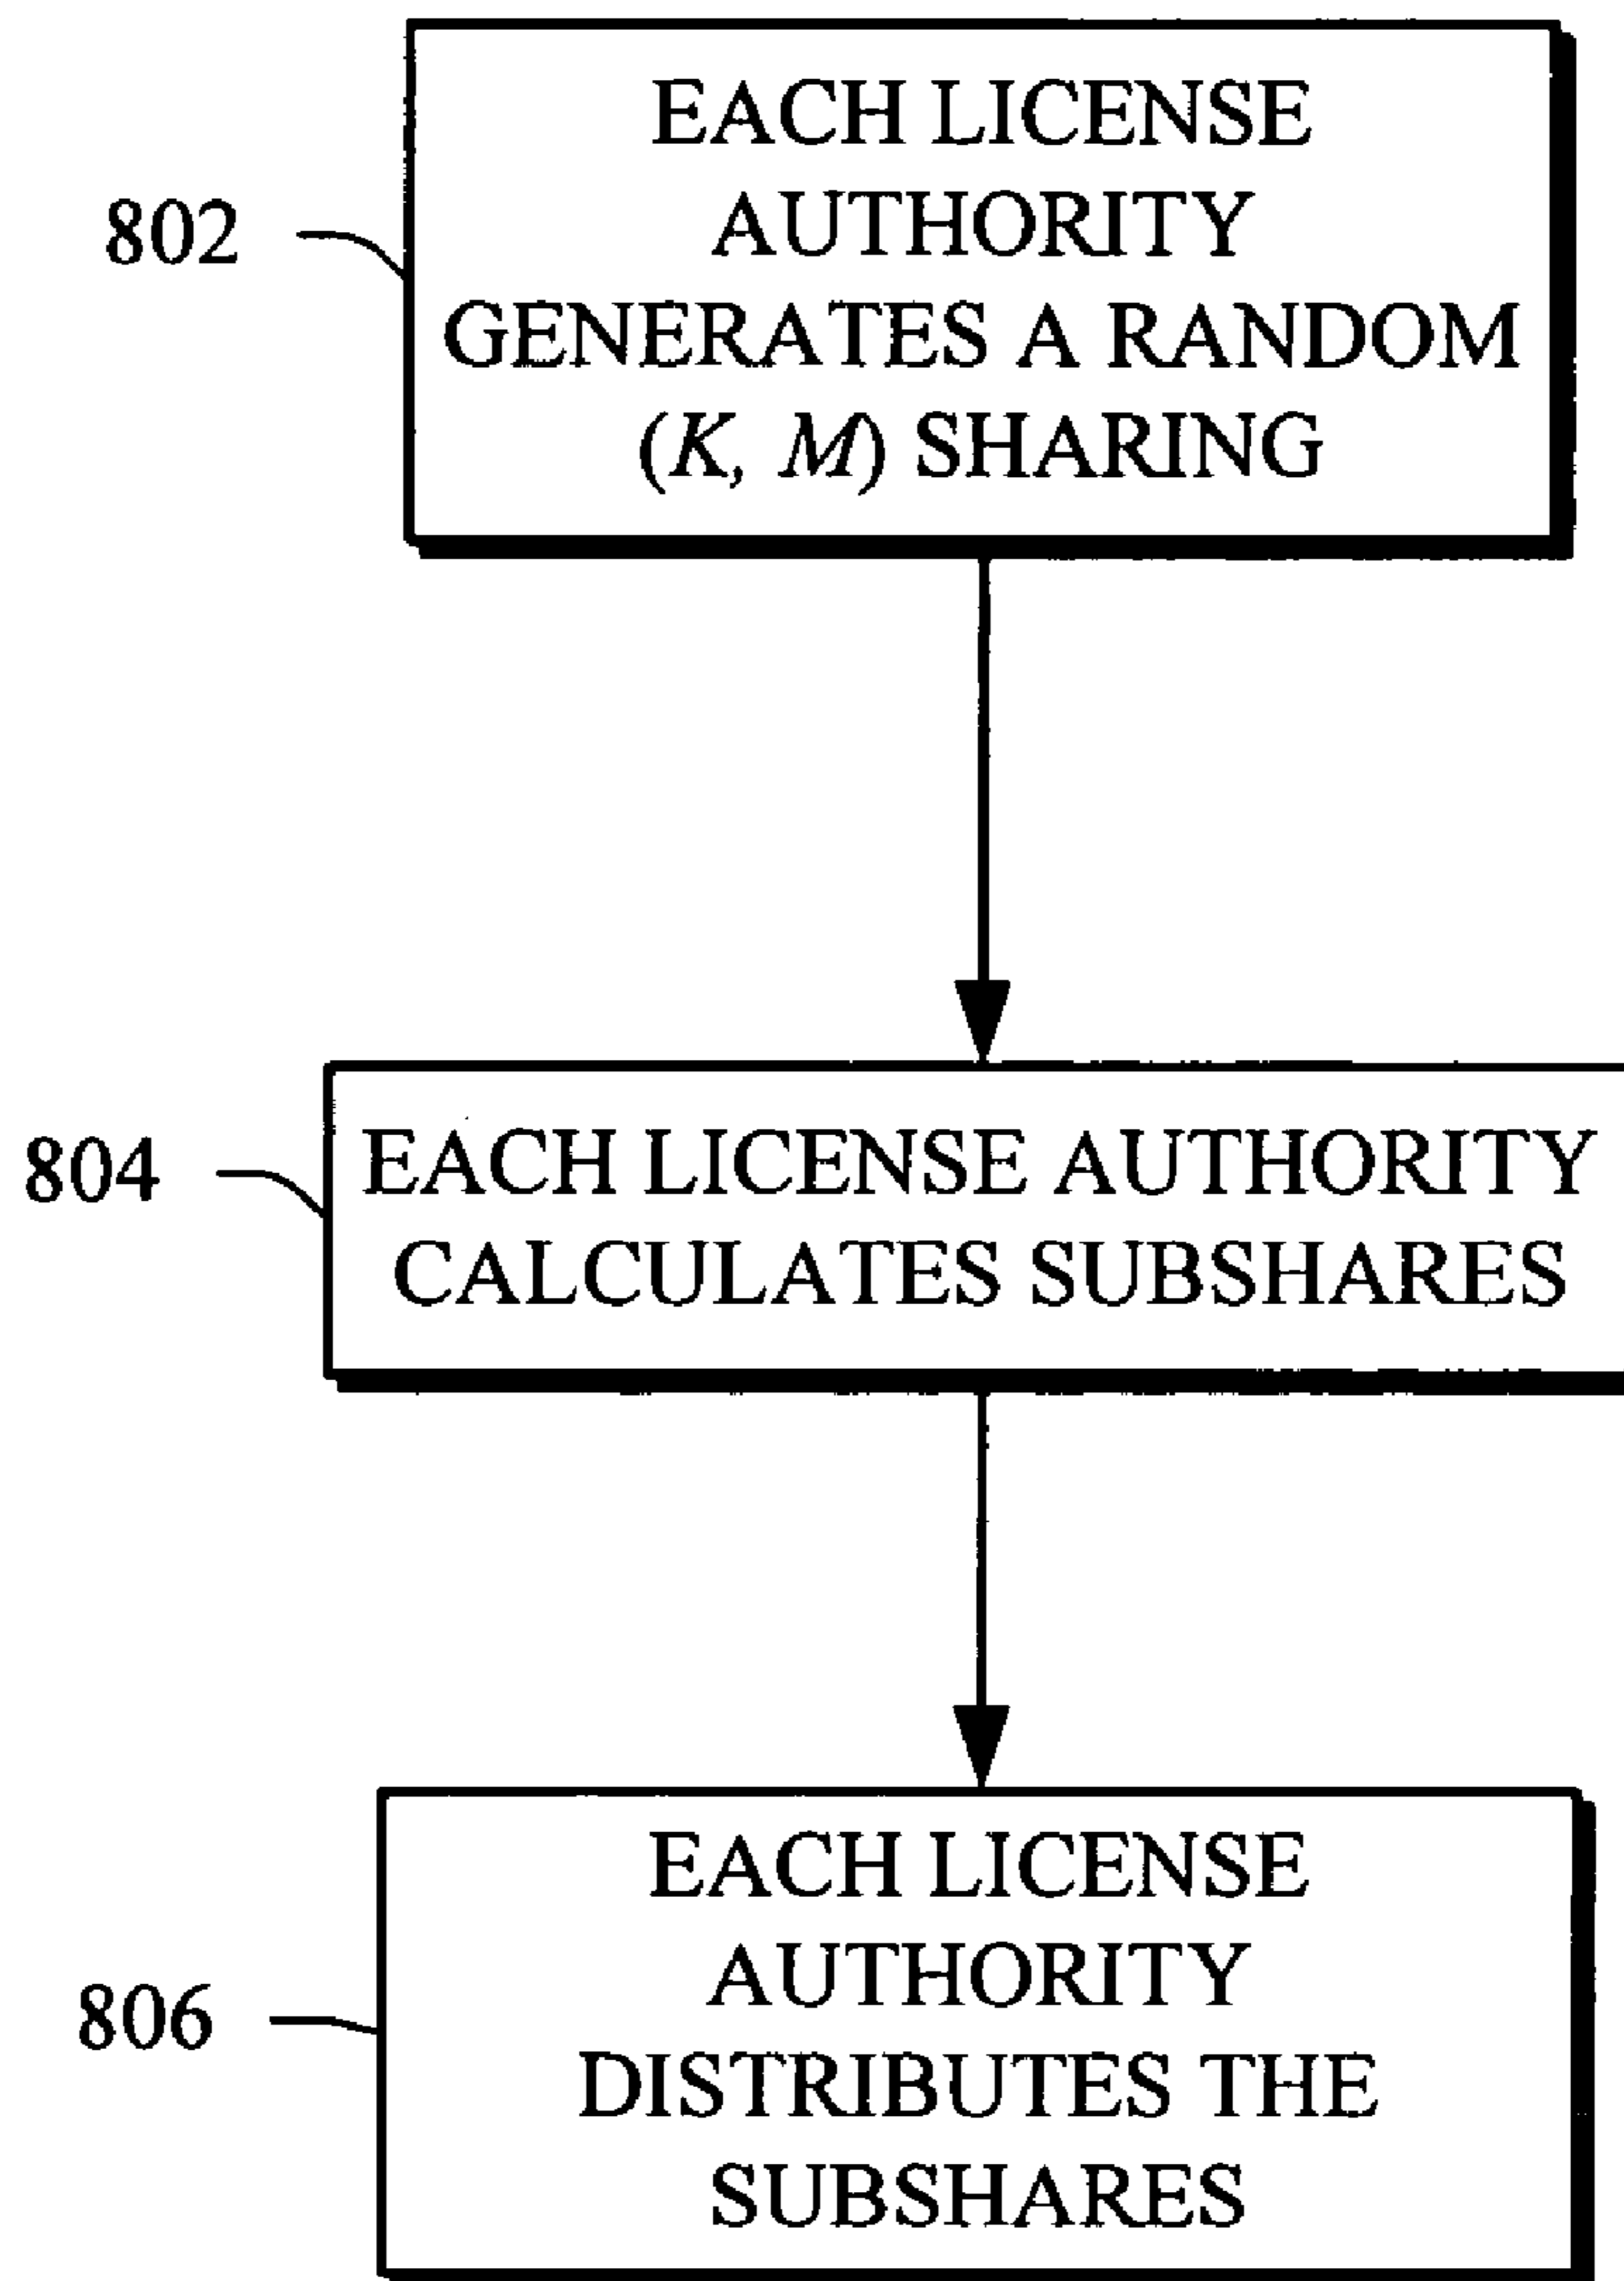 EACH LICENSE
AUTHORITY
GENERATES A RANDOM
(K, M) SHARING
802
EACH LICENSE AUTHORITY
CALCULATES SUBSHARES
804
EACH LICENSE
AUTHORITY
DISTRIBUTES THE
SUBSHARES
806